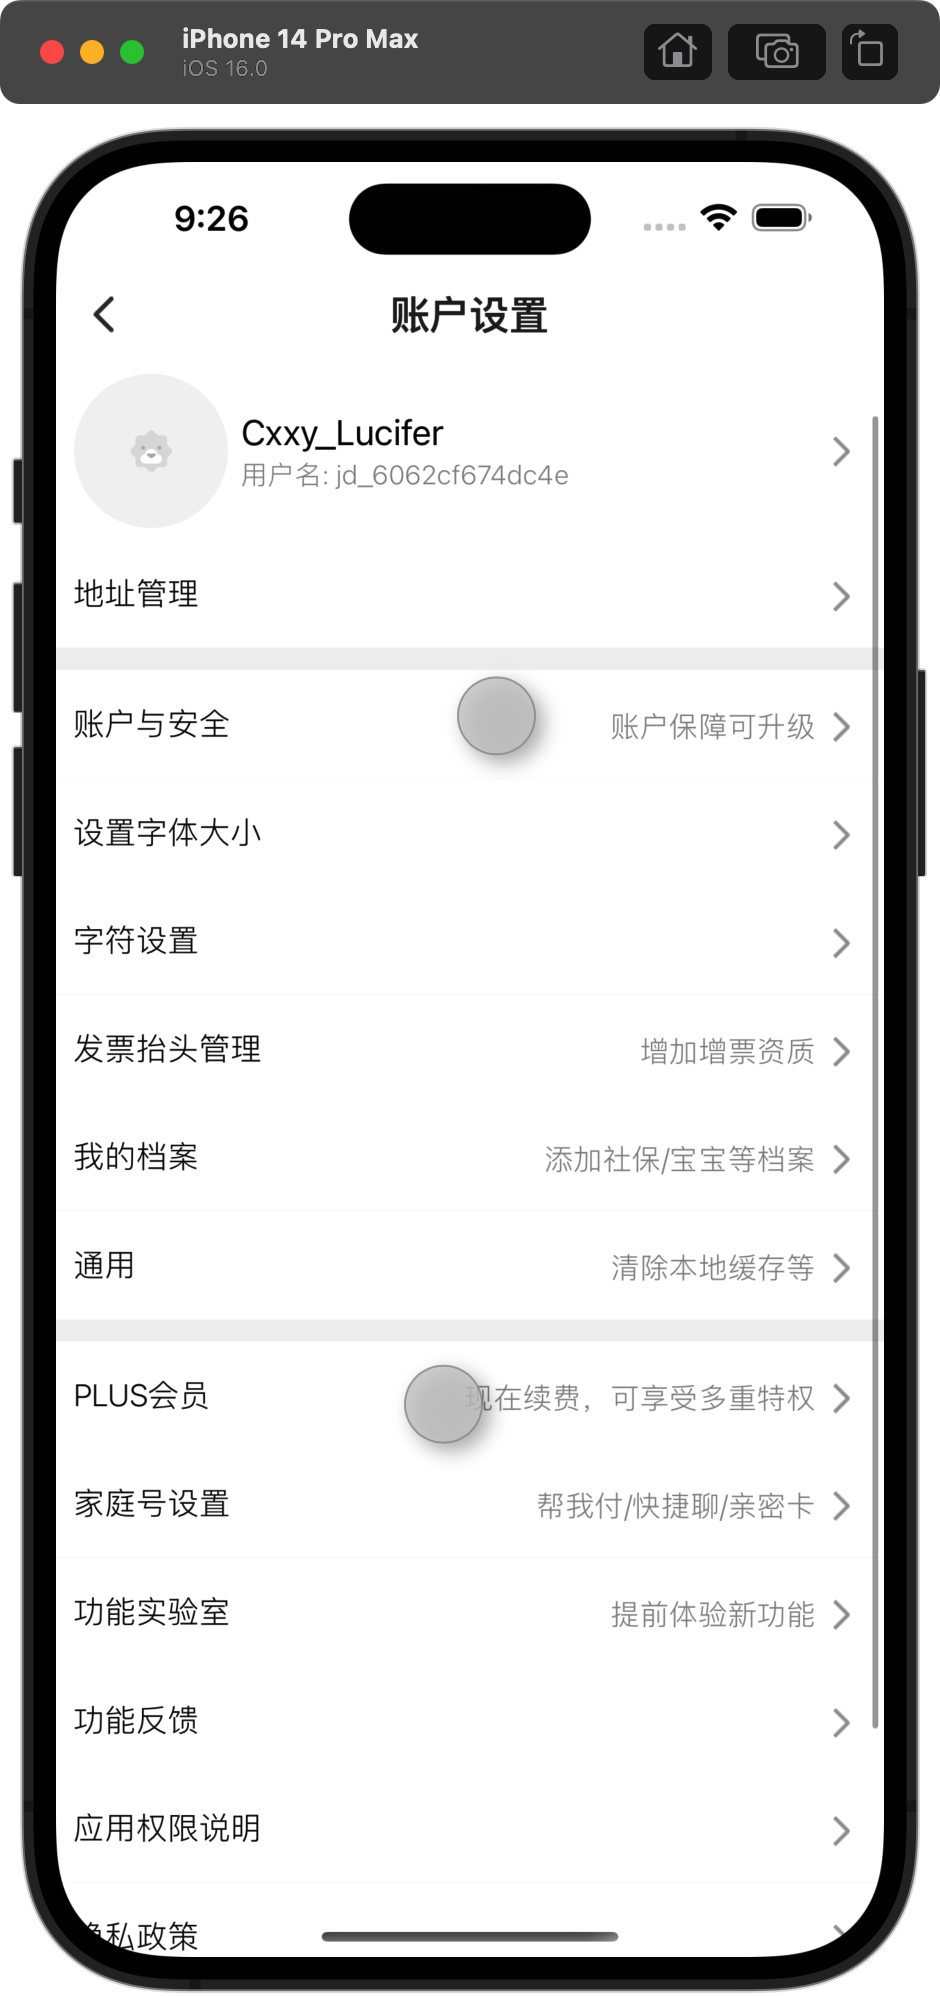 iPhone 14 Pro Max
iOS 16.0
9:26
账户设置
Cxxy_Lucifer
用户名: jd_6062cf674dc4e
地址管理
账户与安全 账户保障可升级
设置字体大小
字符设置
发票抬头管理 增加增票资质
我的档案 添加社保/宝宝等档案
通用 清除本地缓存等
PLUS会员 现在续费，可享受多重特权
家庭号设置 帮我付/快捷聊/亲密卡
功能实验室 提前体验新功能
功能反馈
应用权限说明
隐私政策